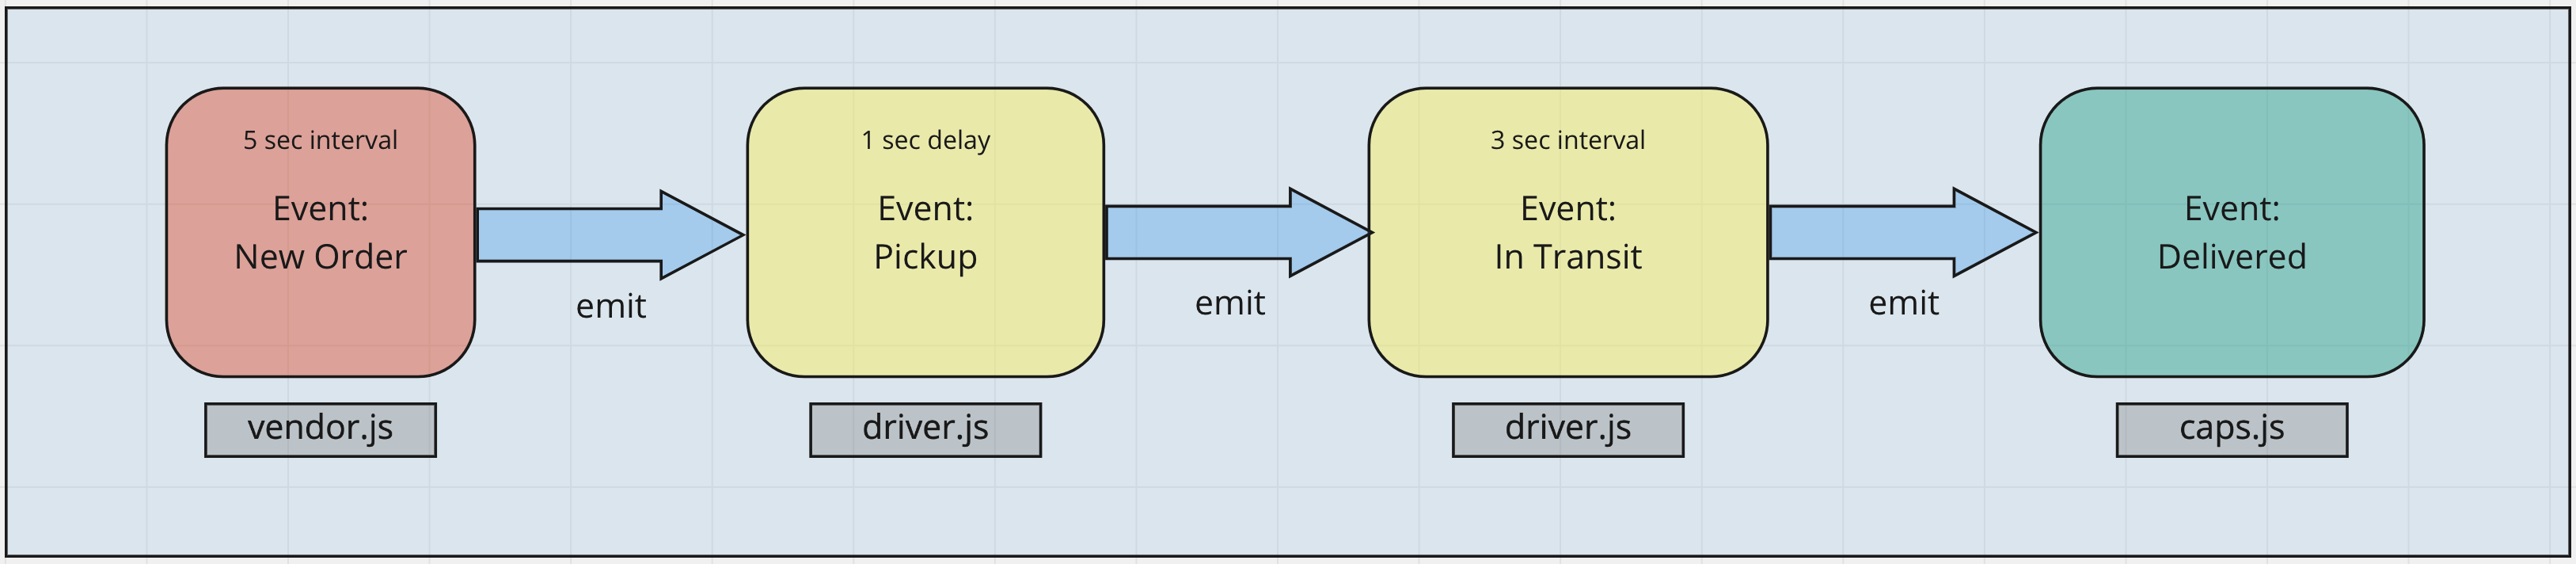 5 sec interval
Event:
New Order
emit
vendor.js
1 sec delay
Event:
Pickup
emit
driver.js
3 sec interval
Event:
In Transit
emit
driver.js
Event:
Delivered
caps.js